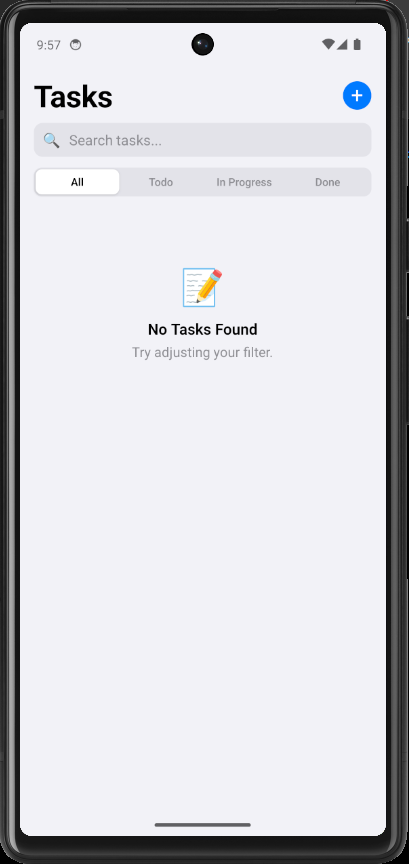 9:57
Tasks
+
🔍 Search tasks...
All Todo In Progress Done
No Tasks Found
Try adjusting your filter.